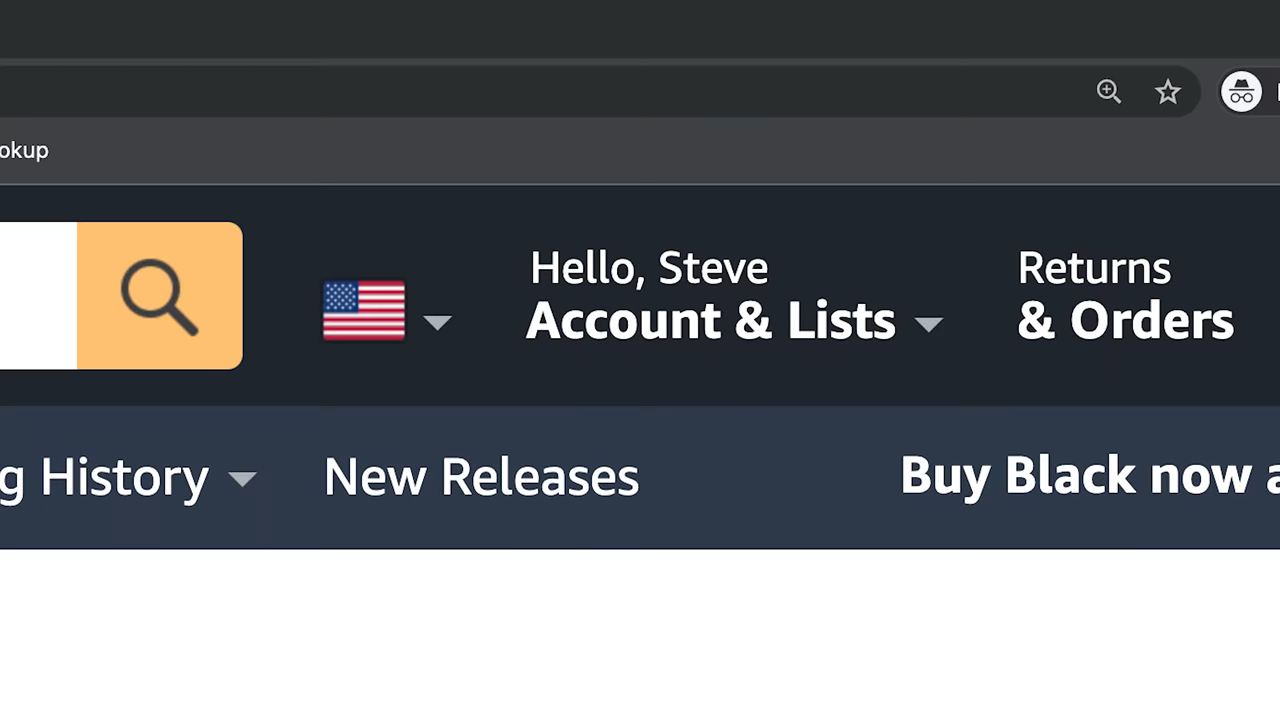 okup
Hello, Steve
Account & Lists
Returns
& Orders
g History
New Releases
Buy Black now a